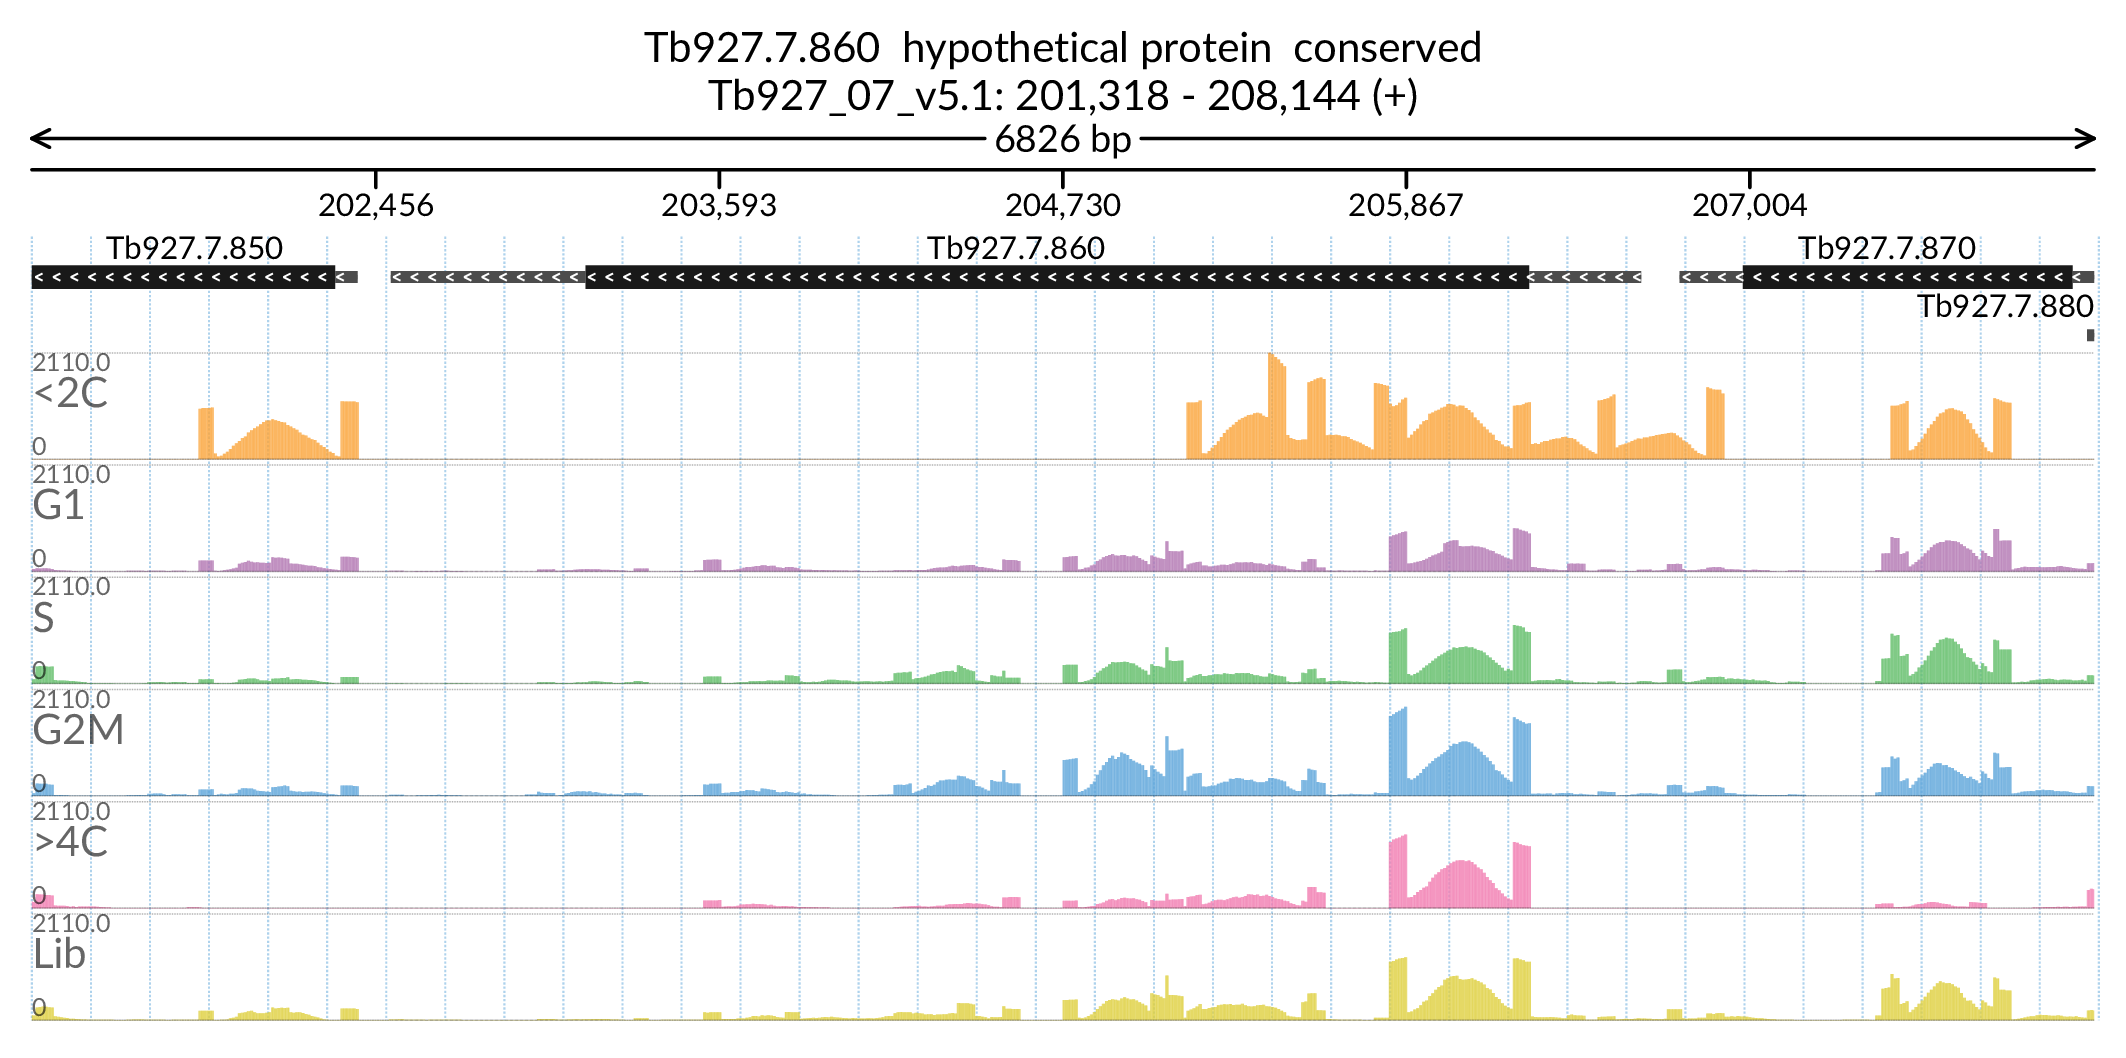 Tb927.7.860  hypothetical protein  conserved
Tb927_07_v5.1: 201,318 - 208,144 (+)
6826 bp
202,456 203,593 204,730 205,867 207,004
Tb927.7.850 Tb927.7.860 Tb927.7.870
Tb927.7.880
2110.0
<2C
0
2110.0
G1
0
2110.0
S
0
2110.0
G2M
0
2110.0
>4C
0
2110.0
Lib
0